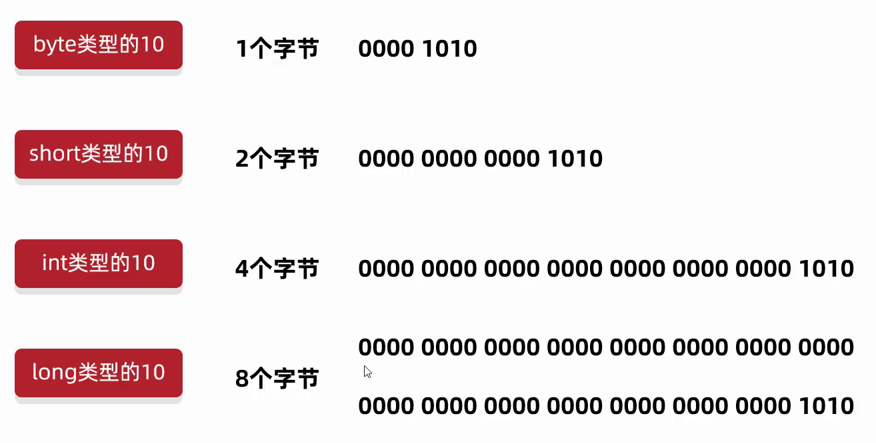 byte类型的10 1个字节 0000 1010
short类型的10 2个字节 0000 0000 0000 1010
int类型的10 4个字节 0000 0000 0000 0000 0000 0000 0000 1010
long类型的10 8个字节 0000 0000 0000 0000 0000 0000 0000 0000
0000 0000 0000 0000 0000 0000 0000 1010